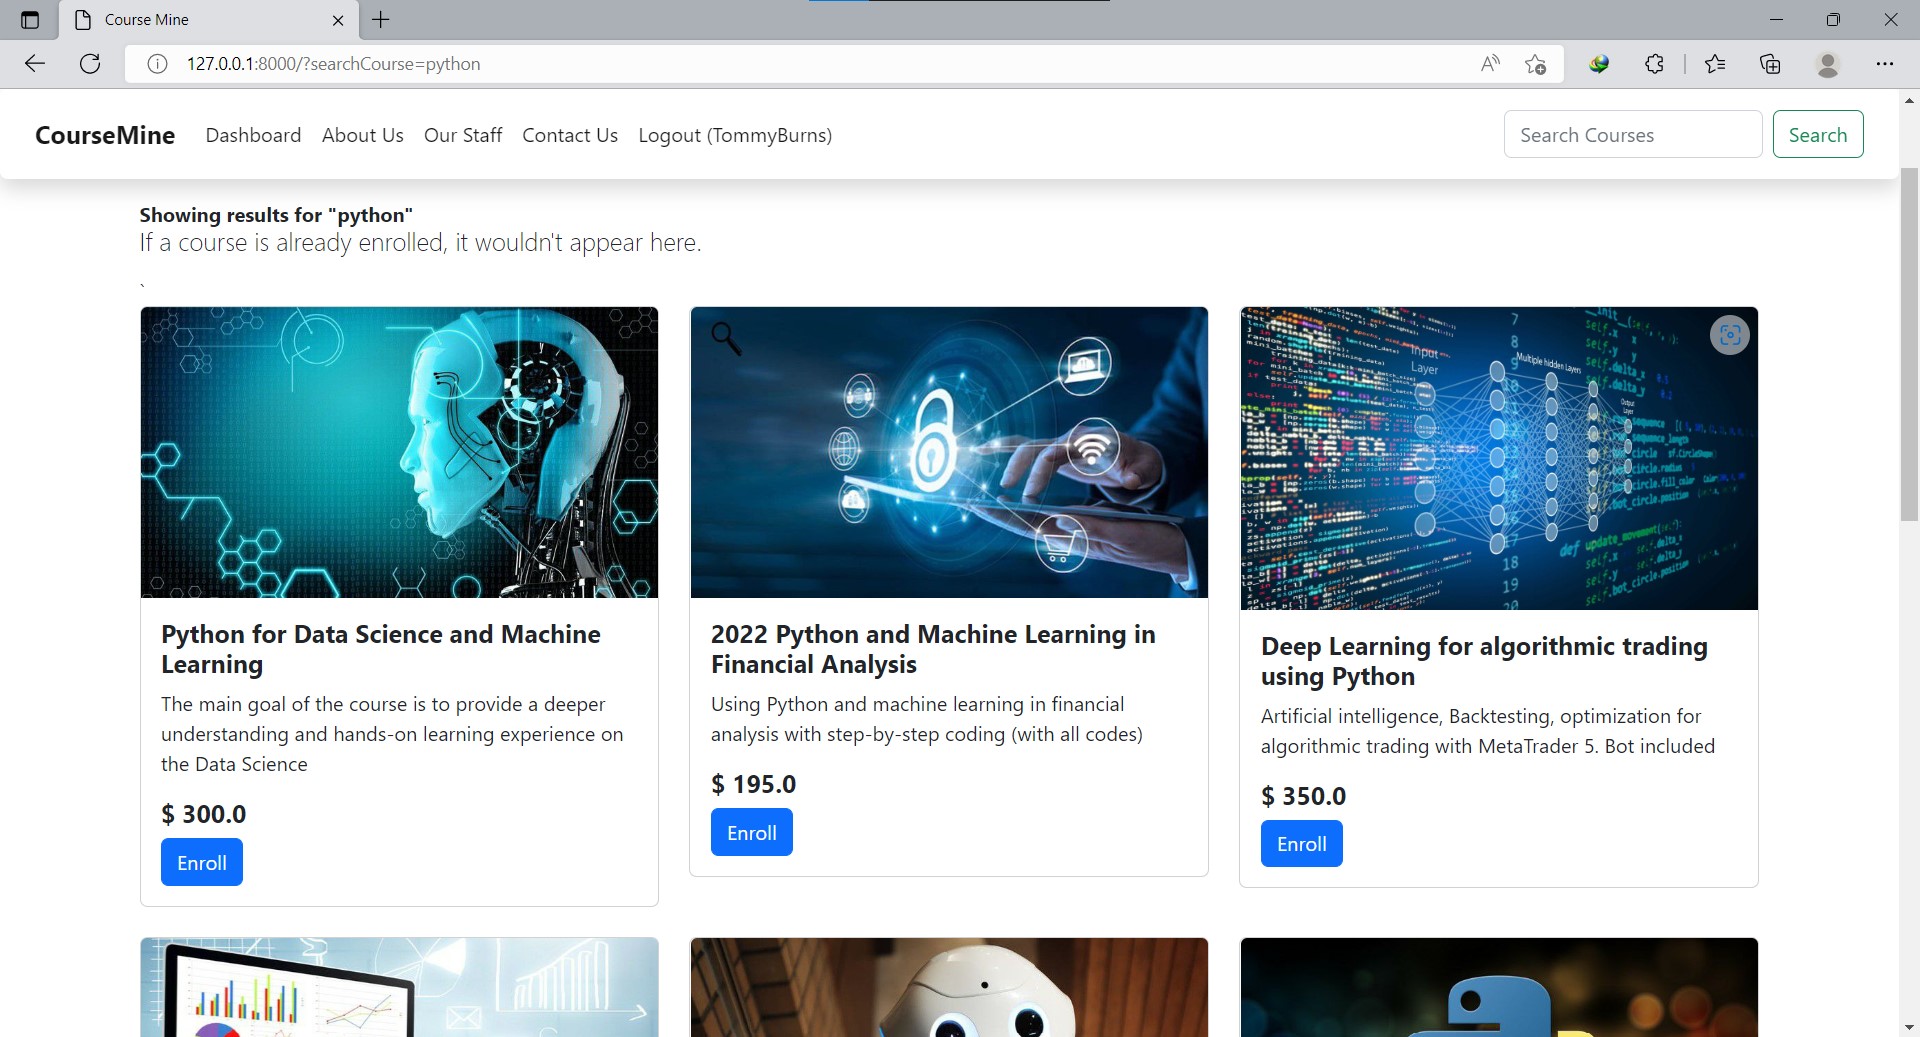 Course Mine
127.0.0.1:8000/?searchCourse=python
CourseMine Dashboard About Us Our Staff Contact Us Logout (TommyBurns) Search Courses Search
Showing results for "python"
If a course is already enrolled, it wouldn't appear here.
`
Input
Layer
Multiple hidden Layers
Output
Layer
def update_movement(
18
19
20
Python for Data Science and Machine
Learning
The main goal of the course is to provide a deeper
understanding and hands-on learning experience on
the Data Science
$ 300.0
Enroll
2022 Python and Machine Learning in
Financial Analysis
Using Python and machine learning in financial
analysis with step-by-step coding (with all codes)
$ 195.0
Enroll
Deep Learning for algorithmic trading
using Python
Artificial intelligence, Backtesting, optimization for
algorithmic trading with MetaTrader 5. Bot included
$ 350.0
Enroll